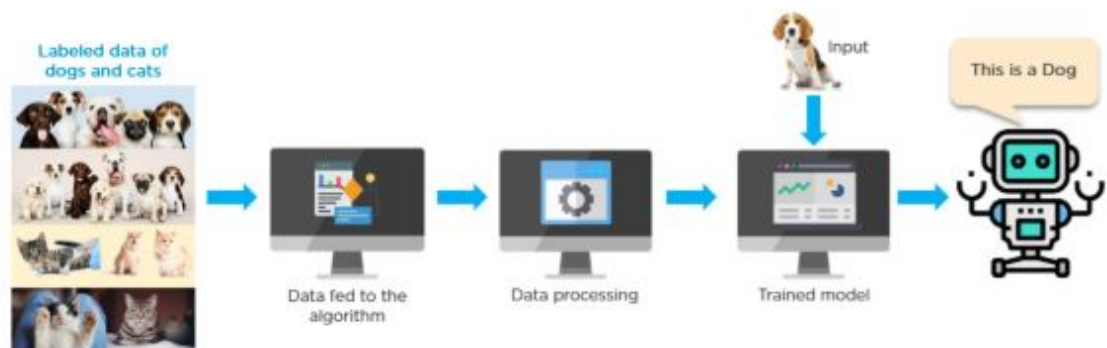 Labeled data of
dogs and cats
Input
This is a Dog
Data fed to the
algorithm
Data processing
Trained model